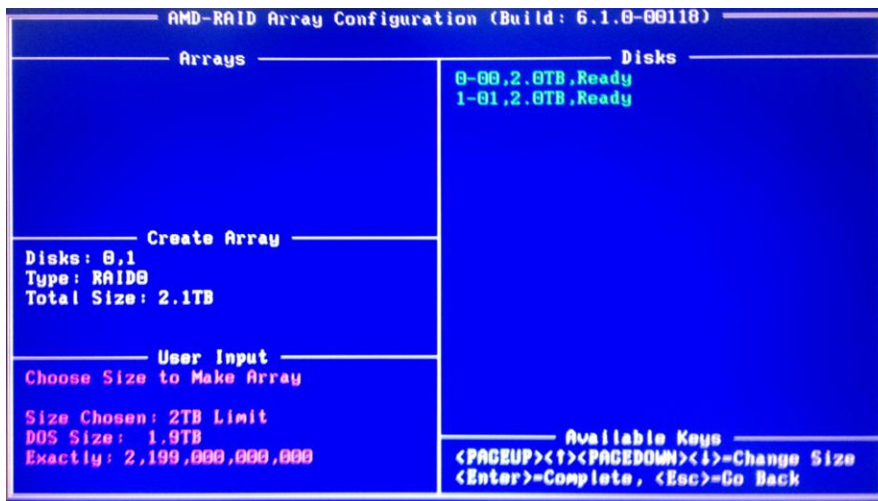 AMD-RAID Array Configuration (Build: 6.1.0-00118)
Arrays
Create Array
Disks: 0,1
Type: RAID0
Total Size: 2.1TB
User Input
Choose Size to Make Array
Size Chosen: 2TB Limit
DOS Size: 1.9TB
Exactly: 2,199,000,000,000
Disks
0-00,2.0TB,Ready
1-01,2.0TB,Ready
Available Keys
<PAGEUP><↑><PAGEDOWN><↓>=Change Size
<Enter>=Complete, <Esc>=Go Back